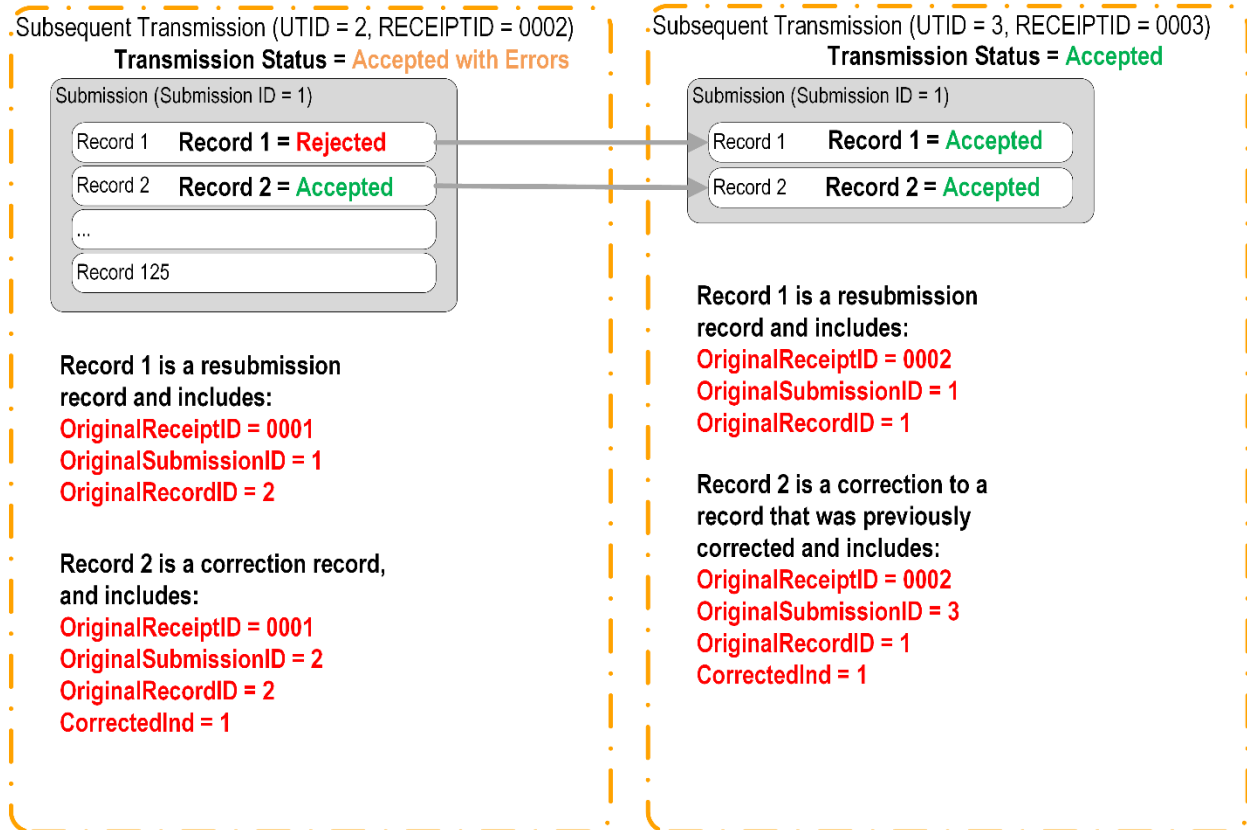 Subsequent Transmission (UTID = 2, RECEIPTID = 0002)
Transmission Status = Accepted with Errors
Submission (Submission ID = 1)
Record 1 Record 1 = Rejected
Record 2 Record 2 = Accepted
...
Record 125
Record 1 is a resubmission
record and includes:
OriginalReceiptID = 0001
OriginalSubmissionID = 1
OriginalRecordID = 2
Record 2 is a correction record,
and includes:
OriginalReceiptID = 0001
OriginalSubmissionID = 2
OriginalRecordID = 2
CorrectedInd = 1
Subsequent Transmission (UTID = 3, RECEIPTID = 0003)
Transmission Status = Accepted
Submission (Submission ID = 1)
Record 1 Record 1 = Accepted
Record 2 Record 2 = Accepted
Record 1 is a resubmission
record and includes:
OriginalReceiptID = 0002
OriginalSubmissionID = 1
OriginalRecordID = 1
Record 2 is a correction to a
record that was previously
corrected and includes:
OriginalReceiptID = 0002
OriginalSubmissionID = 3
OriginalRecordID = 1
CorrectedInd = 1